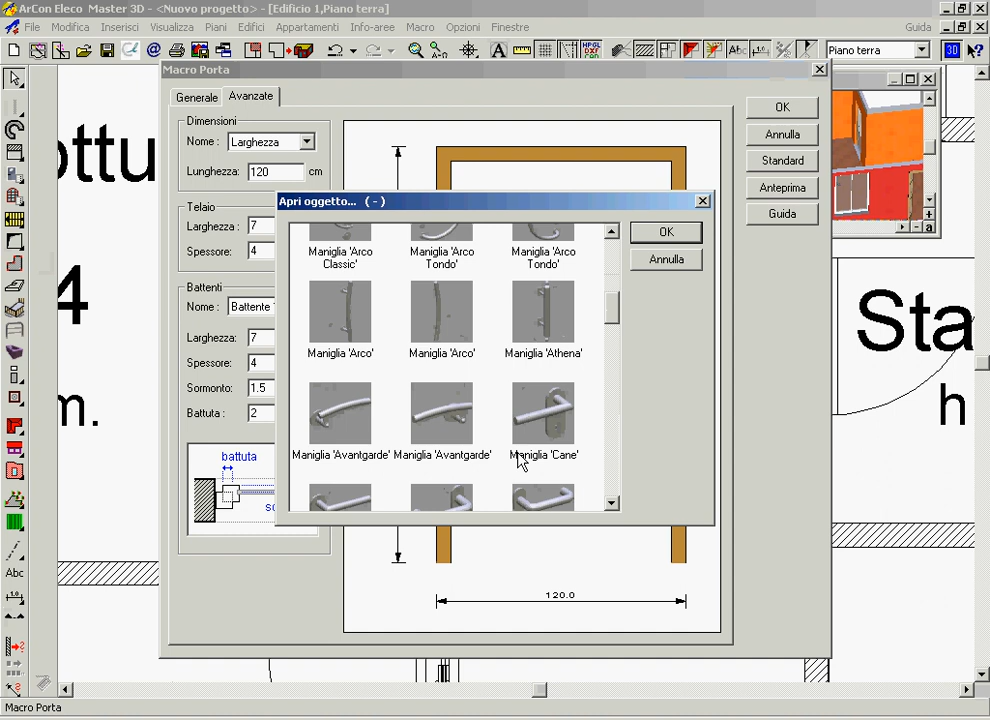 ArCon Eleco Master 3D - <Nuovo progetto> - [Edificio 1,Piano terra]
File Modifica Inserisci Visualizza Piani Edifici Appartamenti Info-aree Macro Opzioni Finestre Guida
Piano terra
3D
Macro Porta
Generale Avanzate
Dimensioni
Nome : Larghezza
Lunghezza: 120 cm
Telaio
Larghezza : 7
Spessore: 4
Battenti
Nome : Battente
Larghezza: 7
Spessore: 4
Sormonto: 1.5
Battuta : 2
battuta
OK
Annulla
Standard
Anteprima
Guida
Apri oggetto... ( - )
OK
Annulla
Maniglia 'Arco Classic'
Maniglia 'Arco Tondo'
Maniglia 'Arco Tondo'
Maniglia 'Arco'
Maniglia 'Arco'
Maniglia 'Athena'
Maniglia 'Avantgarde'
Maniglia 'Avantgarde'
Maniglia 'Cane'
120.0
ottu
4
m.
Sta
h
Abc
Macro Porta